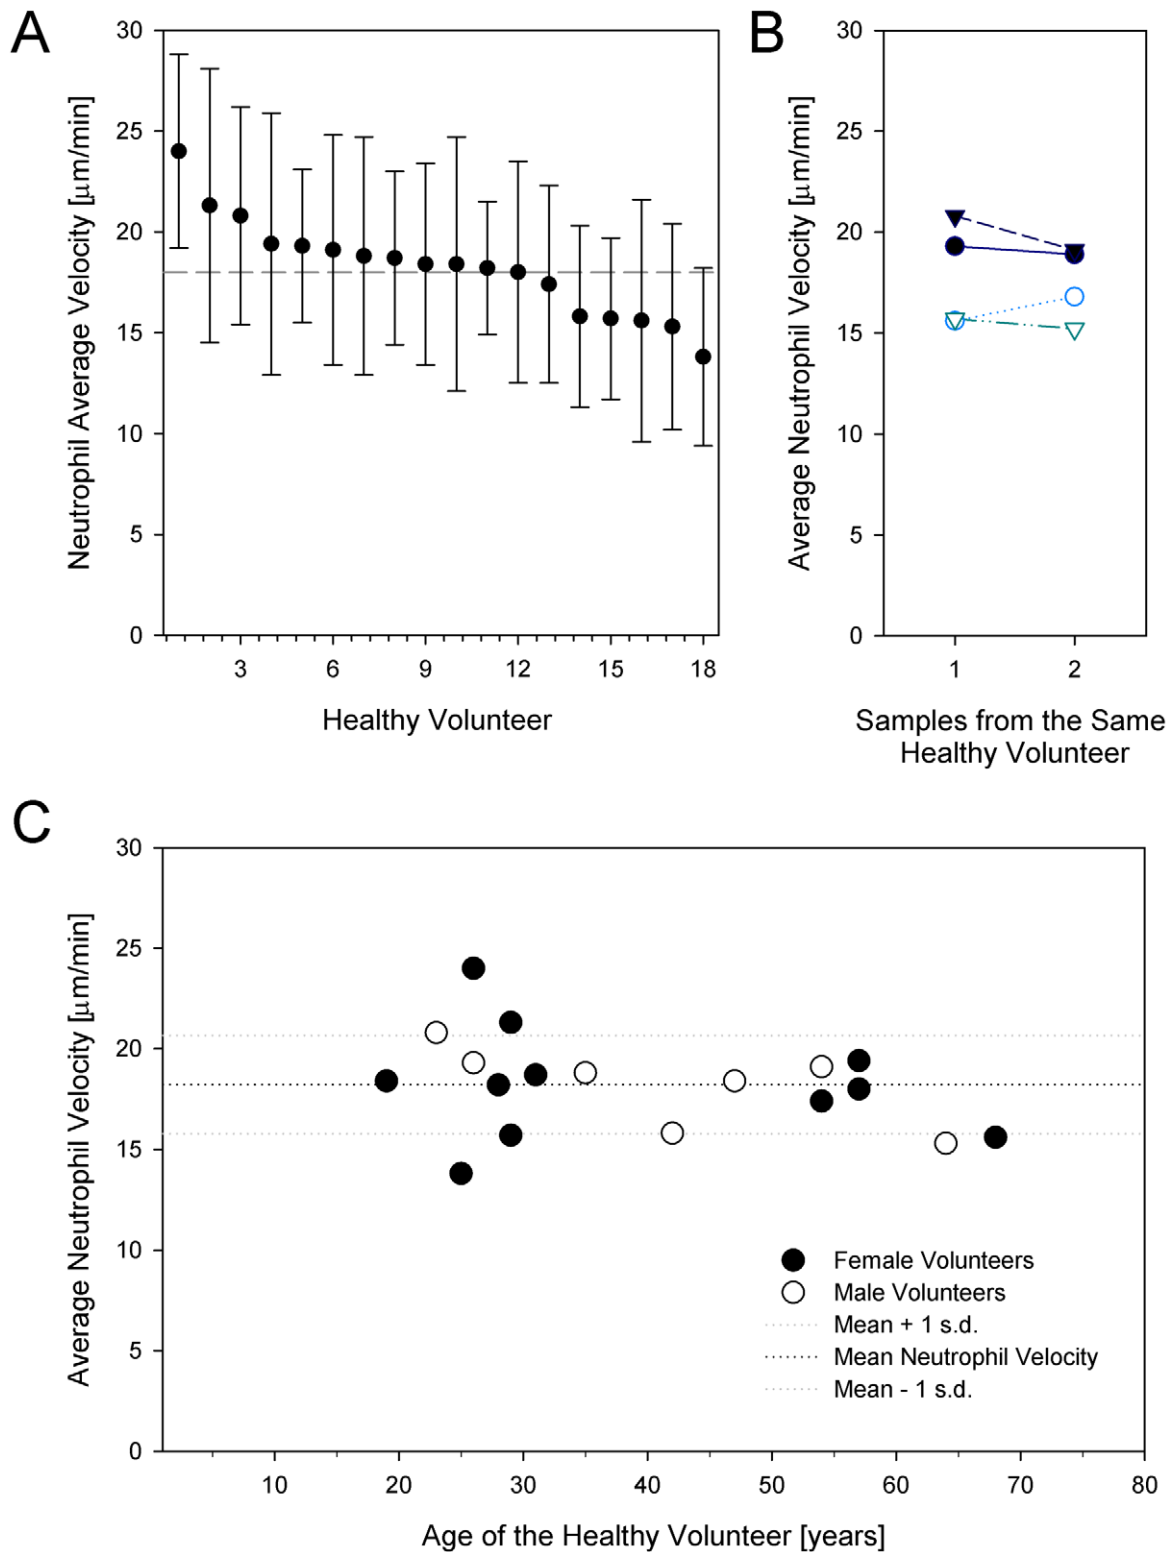 A
Neutrophil Average Velocity [μm/min]
30
25
20
15
10
5
0
3 6 9 12 15 18
Healthy Volunteer
B
Average Neutrophil Velocity [μm/min]
30
25
20
15
10
5
0
1 2
Samples from the Same
Healthy Volunteer
C
Average Neutrophil Velocity [μm/min]
30
25
20
15
10
5
0
Female Volunteers
Male Volunteers
Mean + 1 s.d.
Mean Neutrophil Velocity
Mean - 1 s.d.
10 20 30 40 50 60 70 80
Age of the Healthy Volunteer [years]